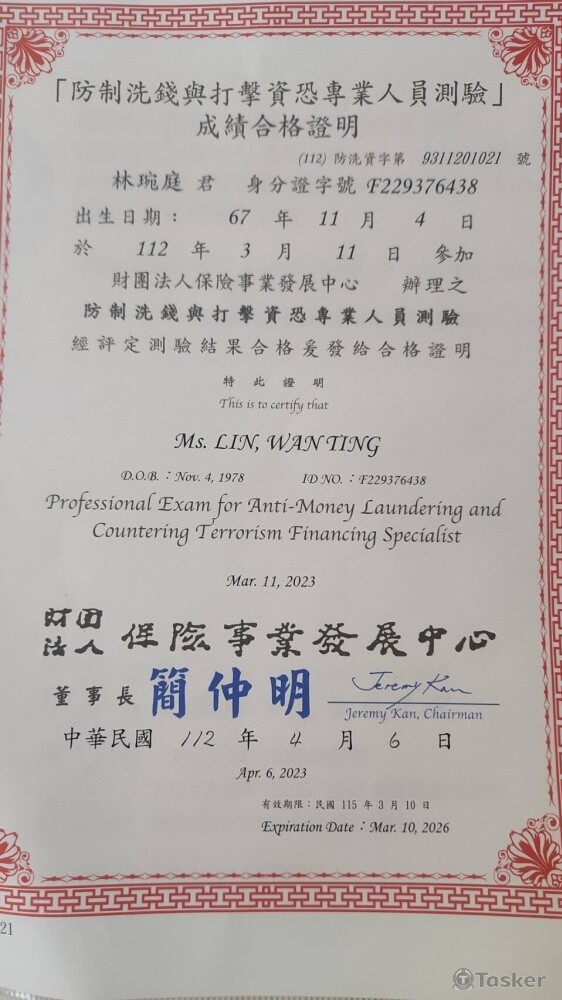 「防制洗錢與打擊資恐專業人員測驗」
成績合格證明
(112) 防洗資字第 9311201021 號
林琬庭 君 身分證字號 F229376438
出生日期： 67 年 11 月 4 日
於 112 年 3 月 11 日 參加
財團法人保險事業發展中心 辦理之
防制洗錢與打擊資恐專業人員測驗
經評定測驗結果合格爰發給合格證明
特此證明
This is to certify that
Ms. LIN, WAN TING
D.O.B.：Nov. 4, 1978 ID NO.：F229376438
Professional Exam for Anti-Money Laundering and
Countering Terrorism Financing Specialist
Mar. 11, 2023
財團法人 保險事業發展中心
董事長 簡仲明 Jeremy Kan
Jeremy Kan, Chairman
中華民國 112 年 4 月 6 日
Apr. 6, 2023
有效期限：民國 115 年 3 月 10 日
Expiration Date：Mar. 10, 2026
21
Tasker